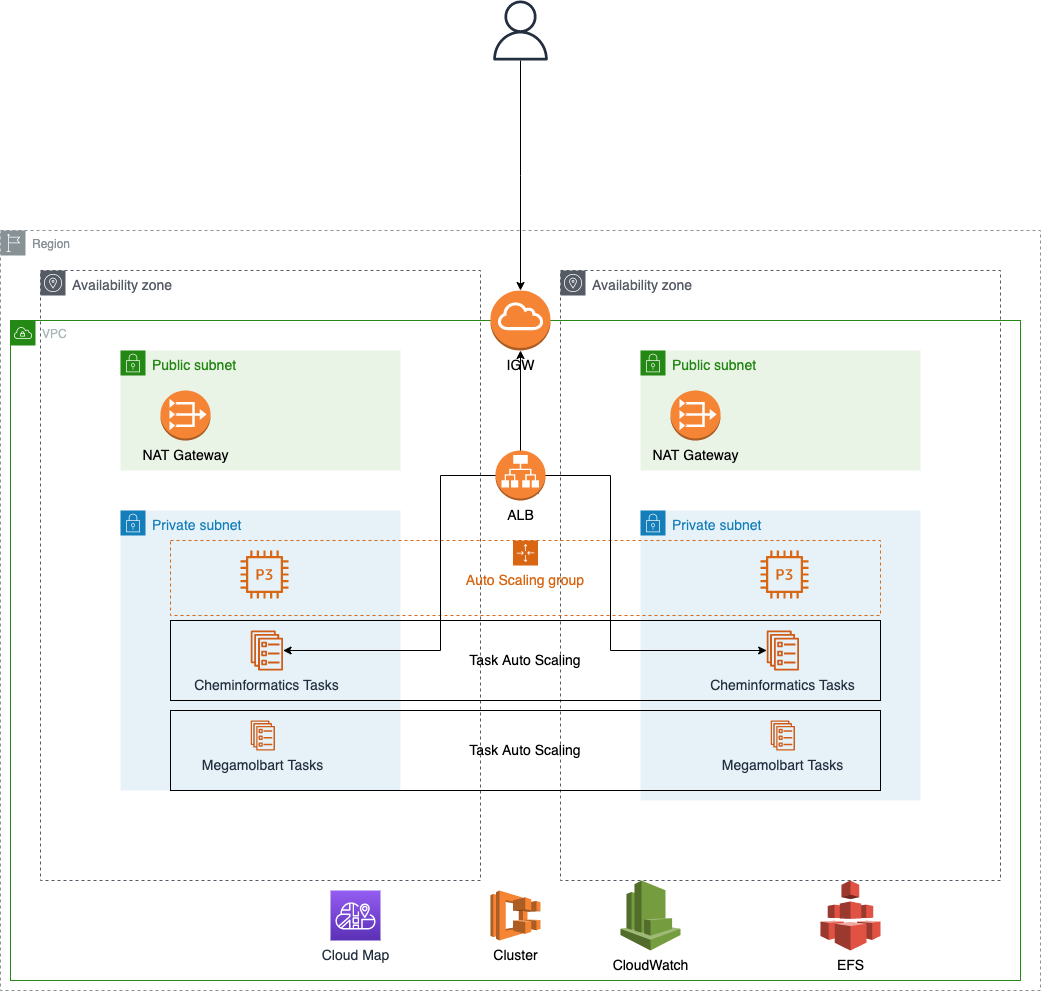 Region
Availability zone
Availability zone
VPC
IGW
Public subnet
Public subnet
NAT Gateway
NAT Gateway
ALB
Private subnet
Private subnet
P3
P3
Auto Scaling group
Task Auto Scaling
Cheminformatics Tasks
Cheminformatics Tasks
Task Auto Scaling
Megamolbart Tasks
Megamolbart Tasks
Cloud Map
Cluster
CloudWatch
EFS